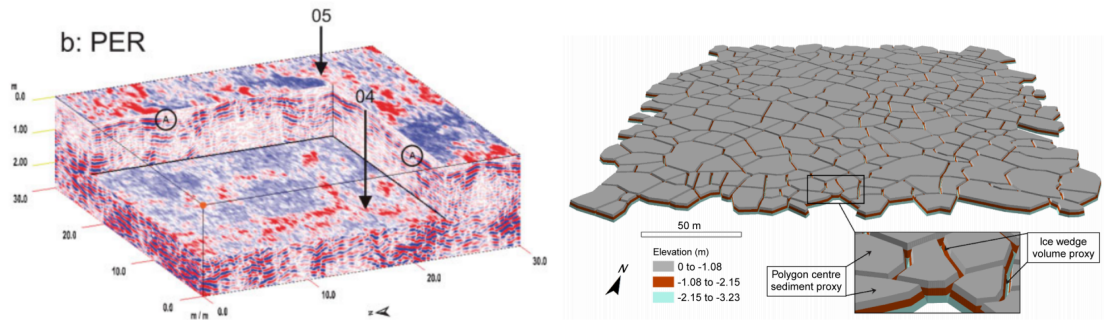 b: PER
05
04
m
0.0
1.00
2.00
30.0
20.0
10.0
0.0
m / m
0.0
10.0
20.0
30.0
A
A
N
50 m
Elevation (m)
0 to -1.08
-1.08 to -2.15
-2.15 to -3.23
N
Polygon centre
sediment proxy
Ice wedge
volume proxy